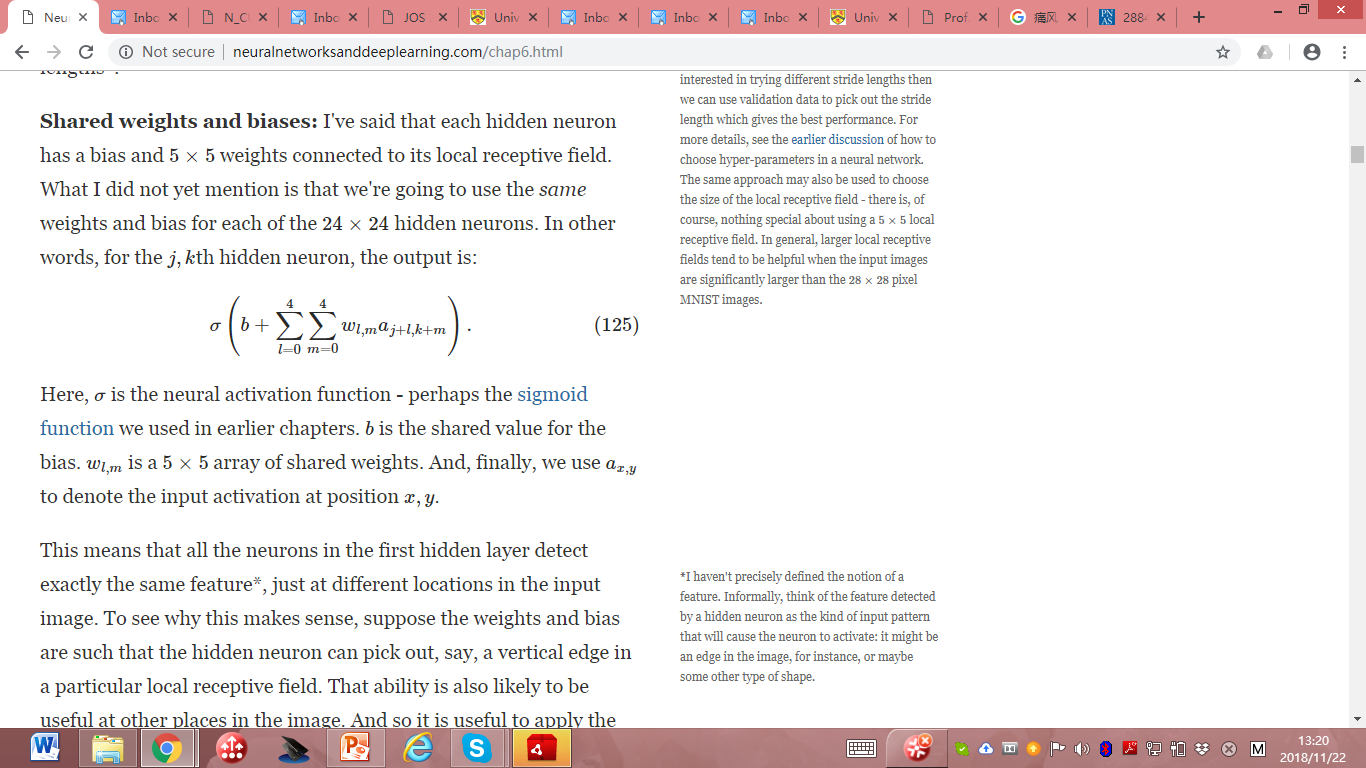 Neu
Inbo
N_Cl
Inbo
JOS
Univ
Inbo
Inbo
Inbo
Univ
Prof.
痛风
288
Not secure | neuralnetworksanddeeplearning.com/chap6.html
Shared weights and biases: I've said that each hidden neuron
has a bias and 5 × 5 weights connected to its local receptive field.
What I did not yet mention is that we're going to use the same
weights and bias for each of the 24 × 24 hidden neurons. In other
words, for the j, kth hidden neuron, the output is:
σ ( b + ∑_{l=0}^{4} ∑_{m=0}^{4} w_{l,m} a_{j+l,k+m} ) . (125)
Here, σ is the neural activation function - perhaps the sigmoid
function we used in earlier chapters. b is the shared value for the
bias. w_{l,m} is a 5 × 5 array of shared weights. And, finally, we use a_{x,y}
to denote the input activation at position x, y.
This means that all the neurons in the first hidden layer detect
exactly the same feature*, just at different locations in the input
image. To see why this makes sense, suppose the weights and bias
are such that the hidden neuron can pick out, say, a vertical edge in
a particular local receptive field. That ability is also likely to be
useful at other places in the image. And so it is useful to apply the
interested in trying different stride lengths then
we can use validation data to pick out the stride
length which gives the best performance. For
more details, see the earlier discussion of how to
choose hyper-parameters in a neural network.
The same approach may also be used to choose
the size of the local receptive field - there is, of
course, nothing special about using a 5 × 5 local
receptive field. In general, larger local receptive
fields tend to be helpful when the input images
are significantly larger than the 28 × 28 pixel
MNIST images.
*I haven't precisely defined the notion of a
feature. Informally, think of the feature detected
by a hidden neuron as the kind of input pattern
that will cause the neuron to activate: it might be
an edge in the image, for instance, or maybe
some other type of shape.
M
13:20
2018/11/22